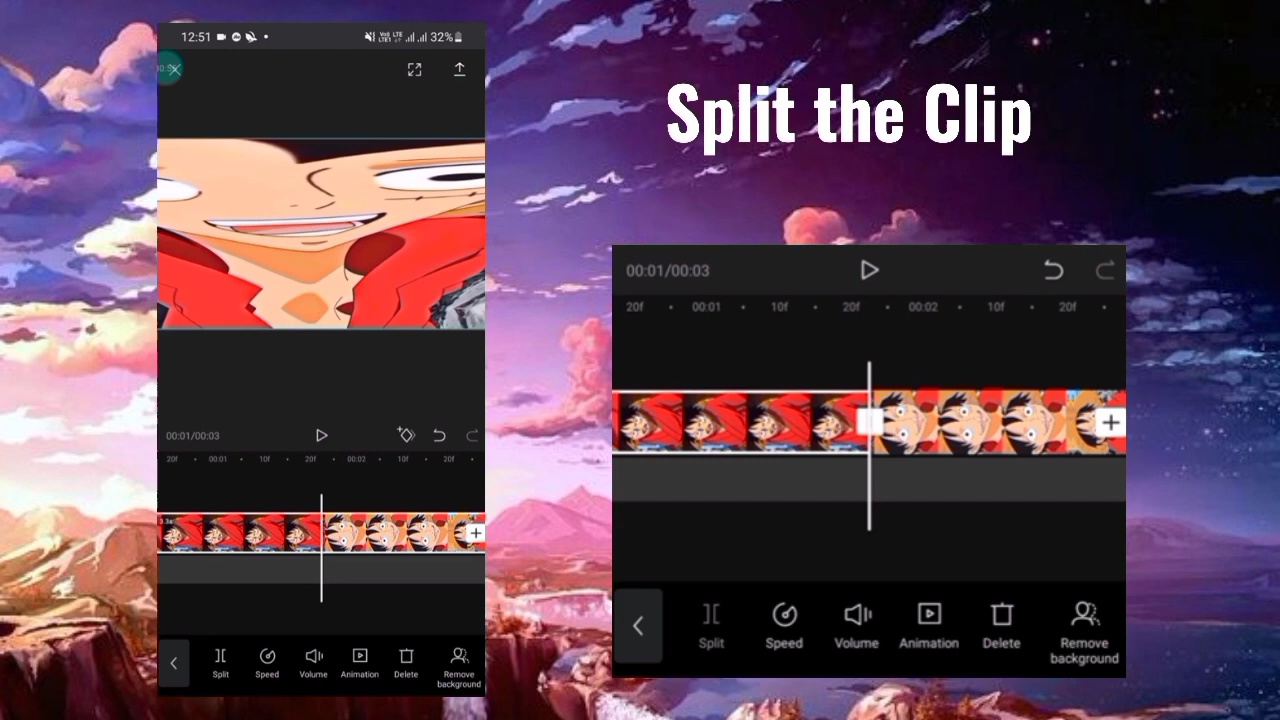 12:51
32%
Split the Clip
00:01/00:03
20f 00:01 10f 20f 00:02 10f 20f
3.3s
Split Speed Volume Animation Delete Remove
background
00:01/00:03
20f 00:01 10f 20f 00:02 10f 20f
Split Speed Volume Animation Delete Remove
background